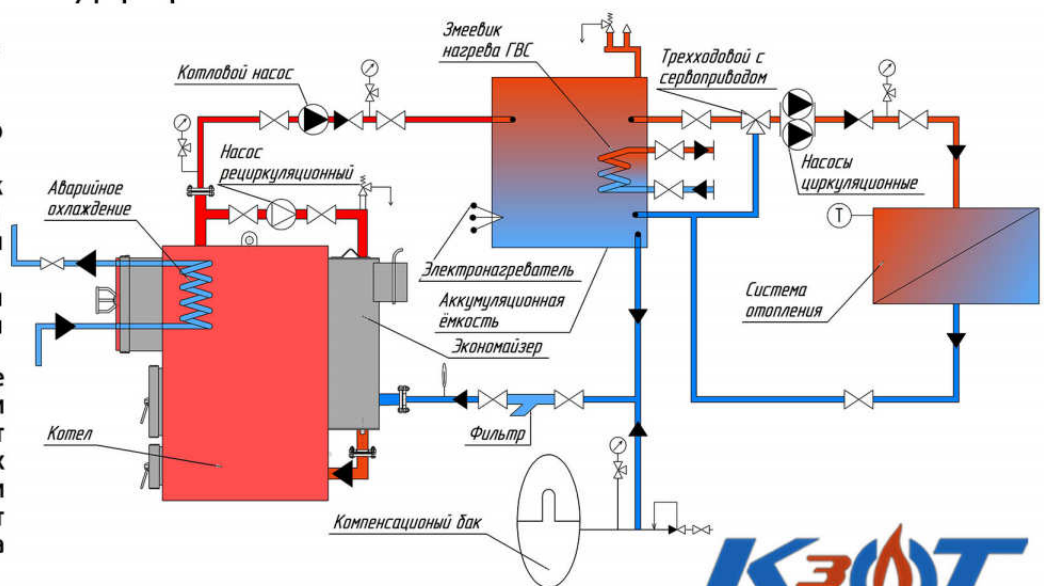 Змеевик
нагрева ГВС
Трехходовой с
сервоприводом
Котловой насос
Насос
рециркуляционный
Аварийное
охлаждение
Насосы
циркуляционные
Т
Электронагреватель
Аккумуляционная
ёмкость
Система
отопления
Экономайзер
Котел
Фильтр
Компенсационый бак
КЗОТ